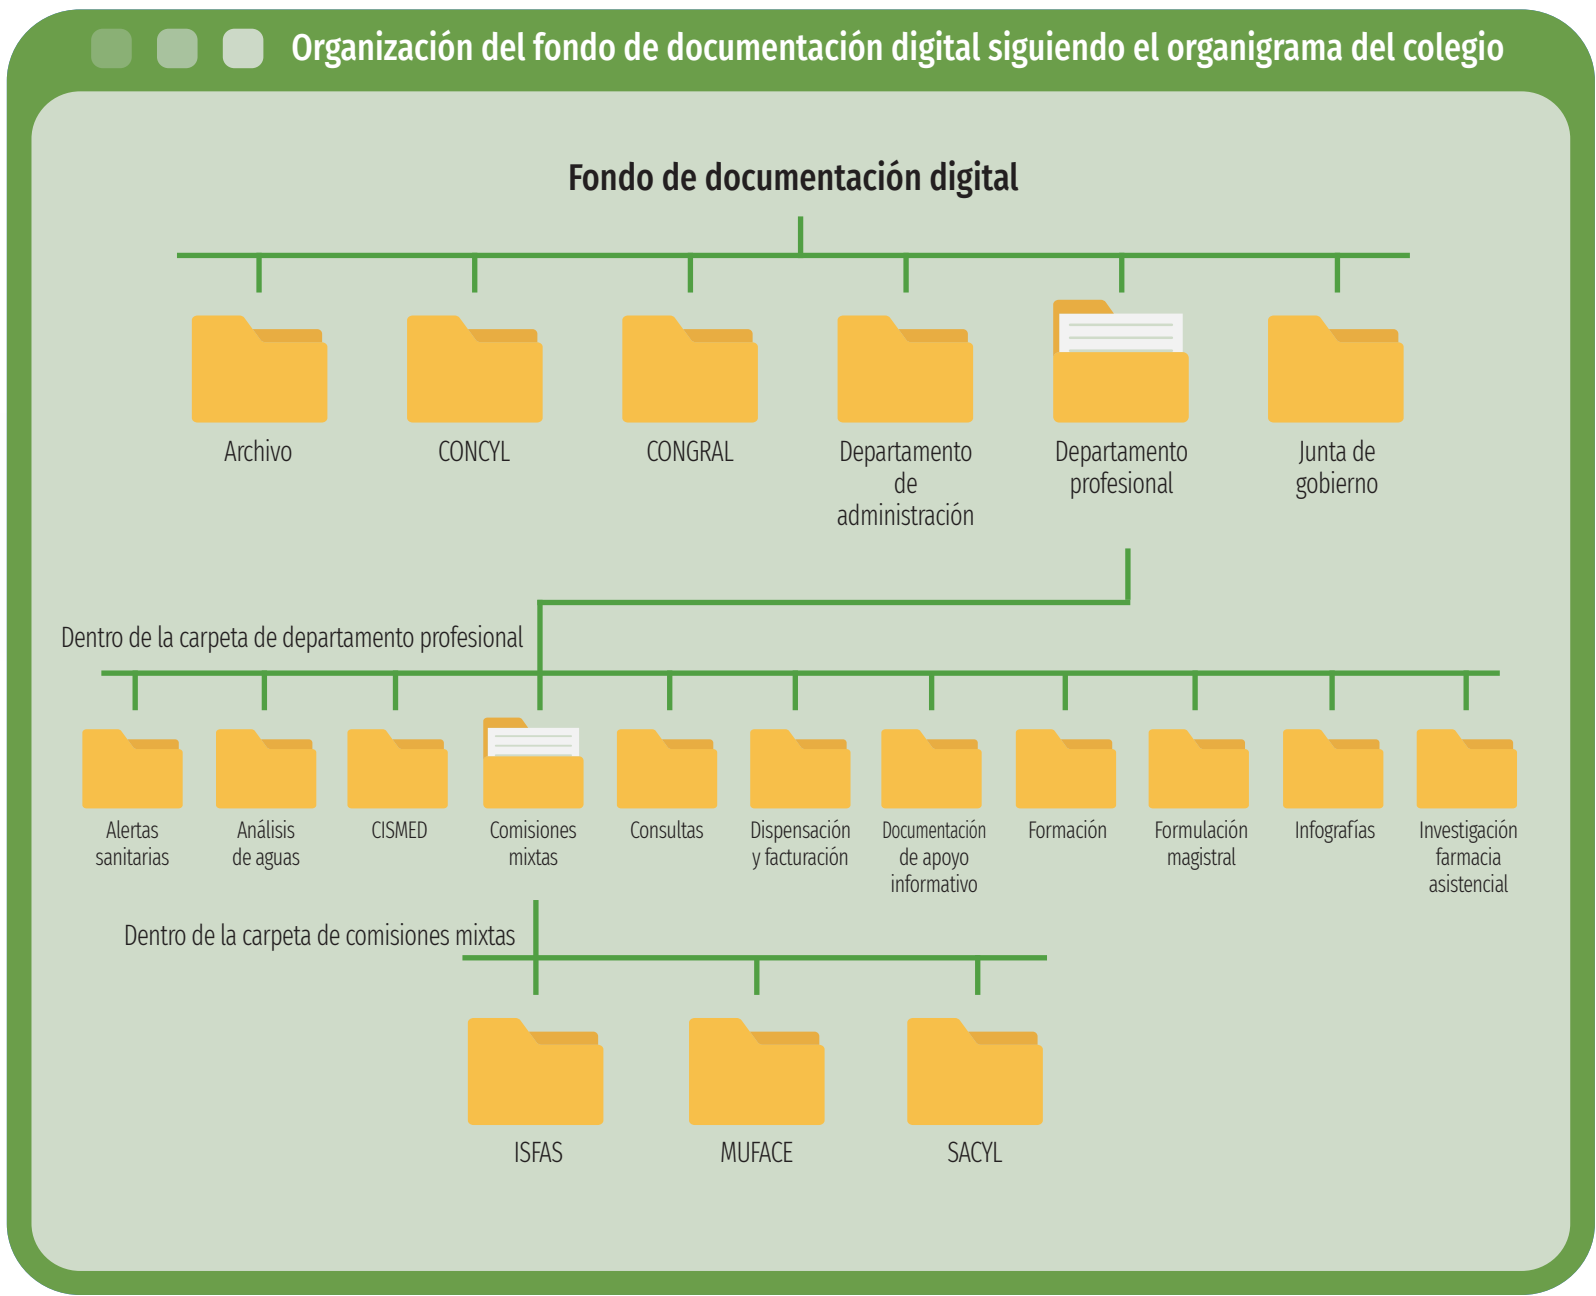 Organización del fondo de documentación digital siguiendo el organigrama del colegio
Fondo de documentación digital
Archivo
CONCYL
CONGRAL
Departamento
de
administración
Departamento
profesional
Junta de
gobierno
Dentro de la carpeta de departamento profesional
Alertas
sanitarias
Análisis
de aguas
CISMED
Comisiones
mixtas
Consultas
Dispensación
y facturación
Documentación
de apoyo
informativo
Formación
Formulación
magistral
Infografías
Investigación
farmacia
asistencial
Dentro de la carpeta de comisiones mixtas
ISFAS
MUFACE
SACYL